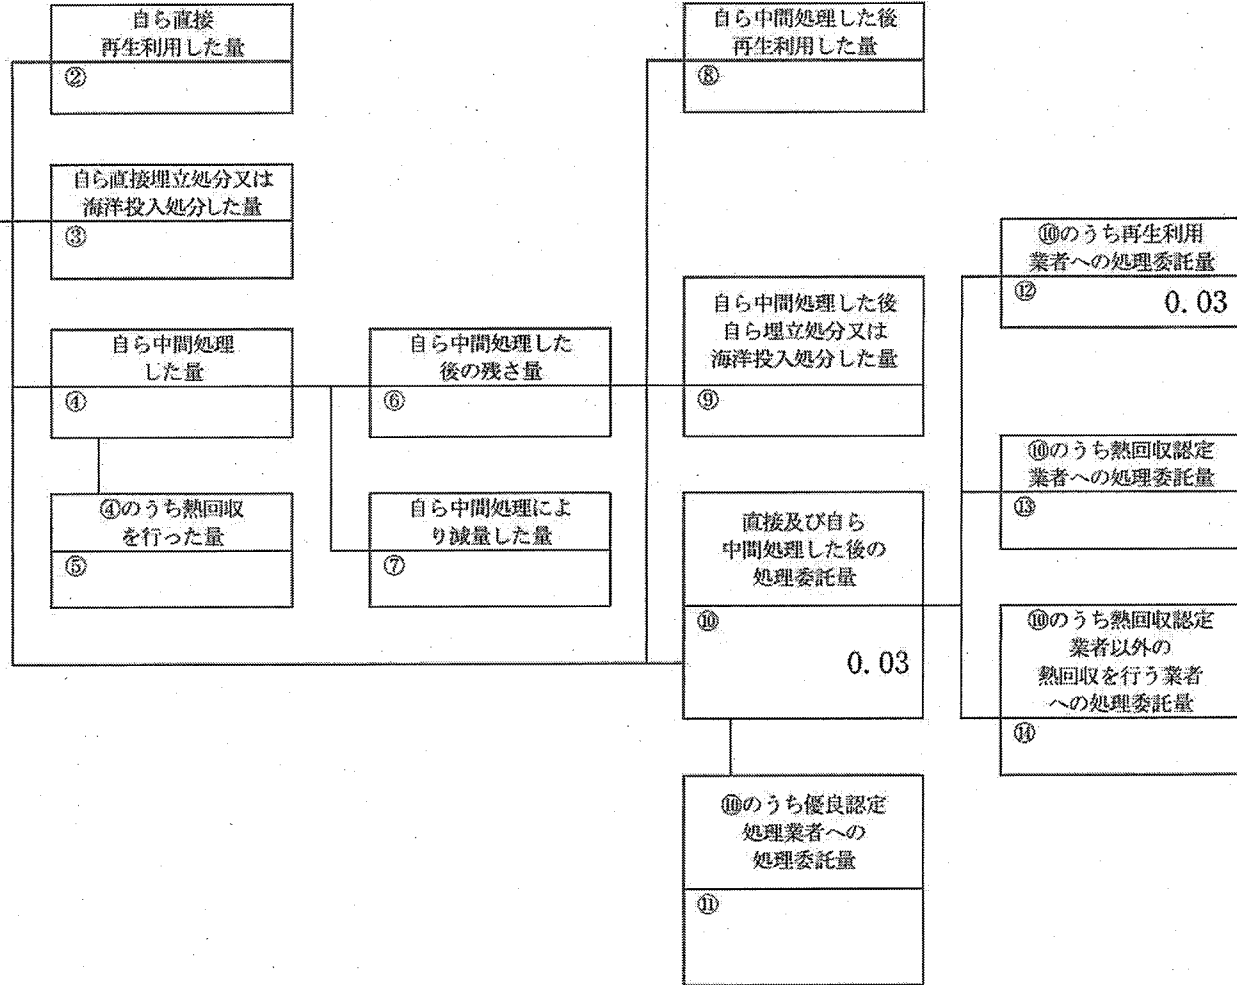 自ら直接
再生利用した量
②
自ら直接埋立処分又は
海洋投入処分した量
③
自ら中間処理
した量
④
④のうち熱回収
を行った量
⑤
自ら中間処理した
後の残さ量
⑥
自ら中間処理によ
り減量した量
⑦
自ら中間処理した後
再生利用した量
⑧
自ら中間処理した後
自ら埋立処分又は
海洋投入処分した量
⑨
直接及び自ら
中間処理した後の
処理委託量
⑩
0.03
⑩のうち優良認定
処理業者への
処理委託量
⑪
⑩のうち再生利用
業者への処理委託量
⑫
0.03
⑩のうち熱回収認定
業者への処理委託量
⑬
⑩のうち熱回収認定
業者以外の
熱回収を行う業者
への処理委託量
⑭